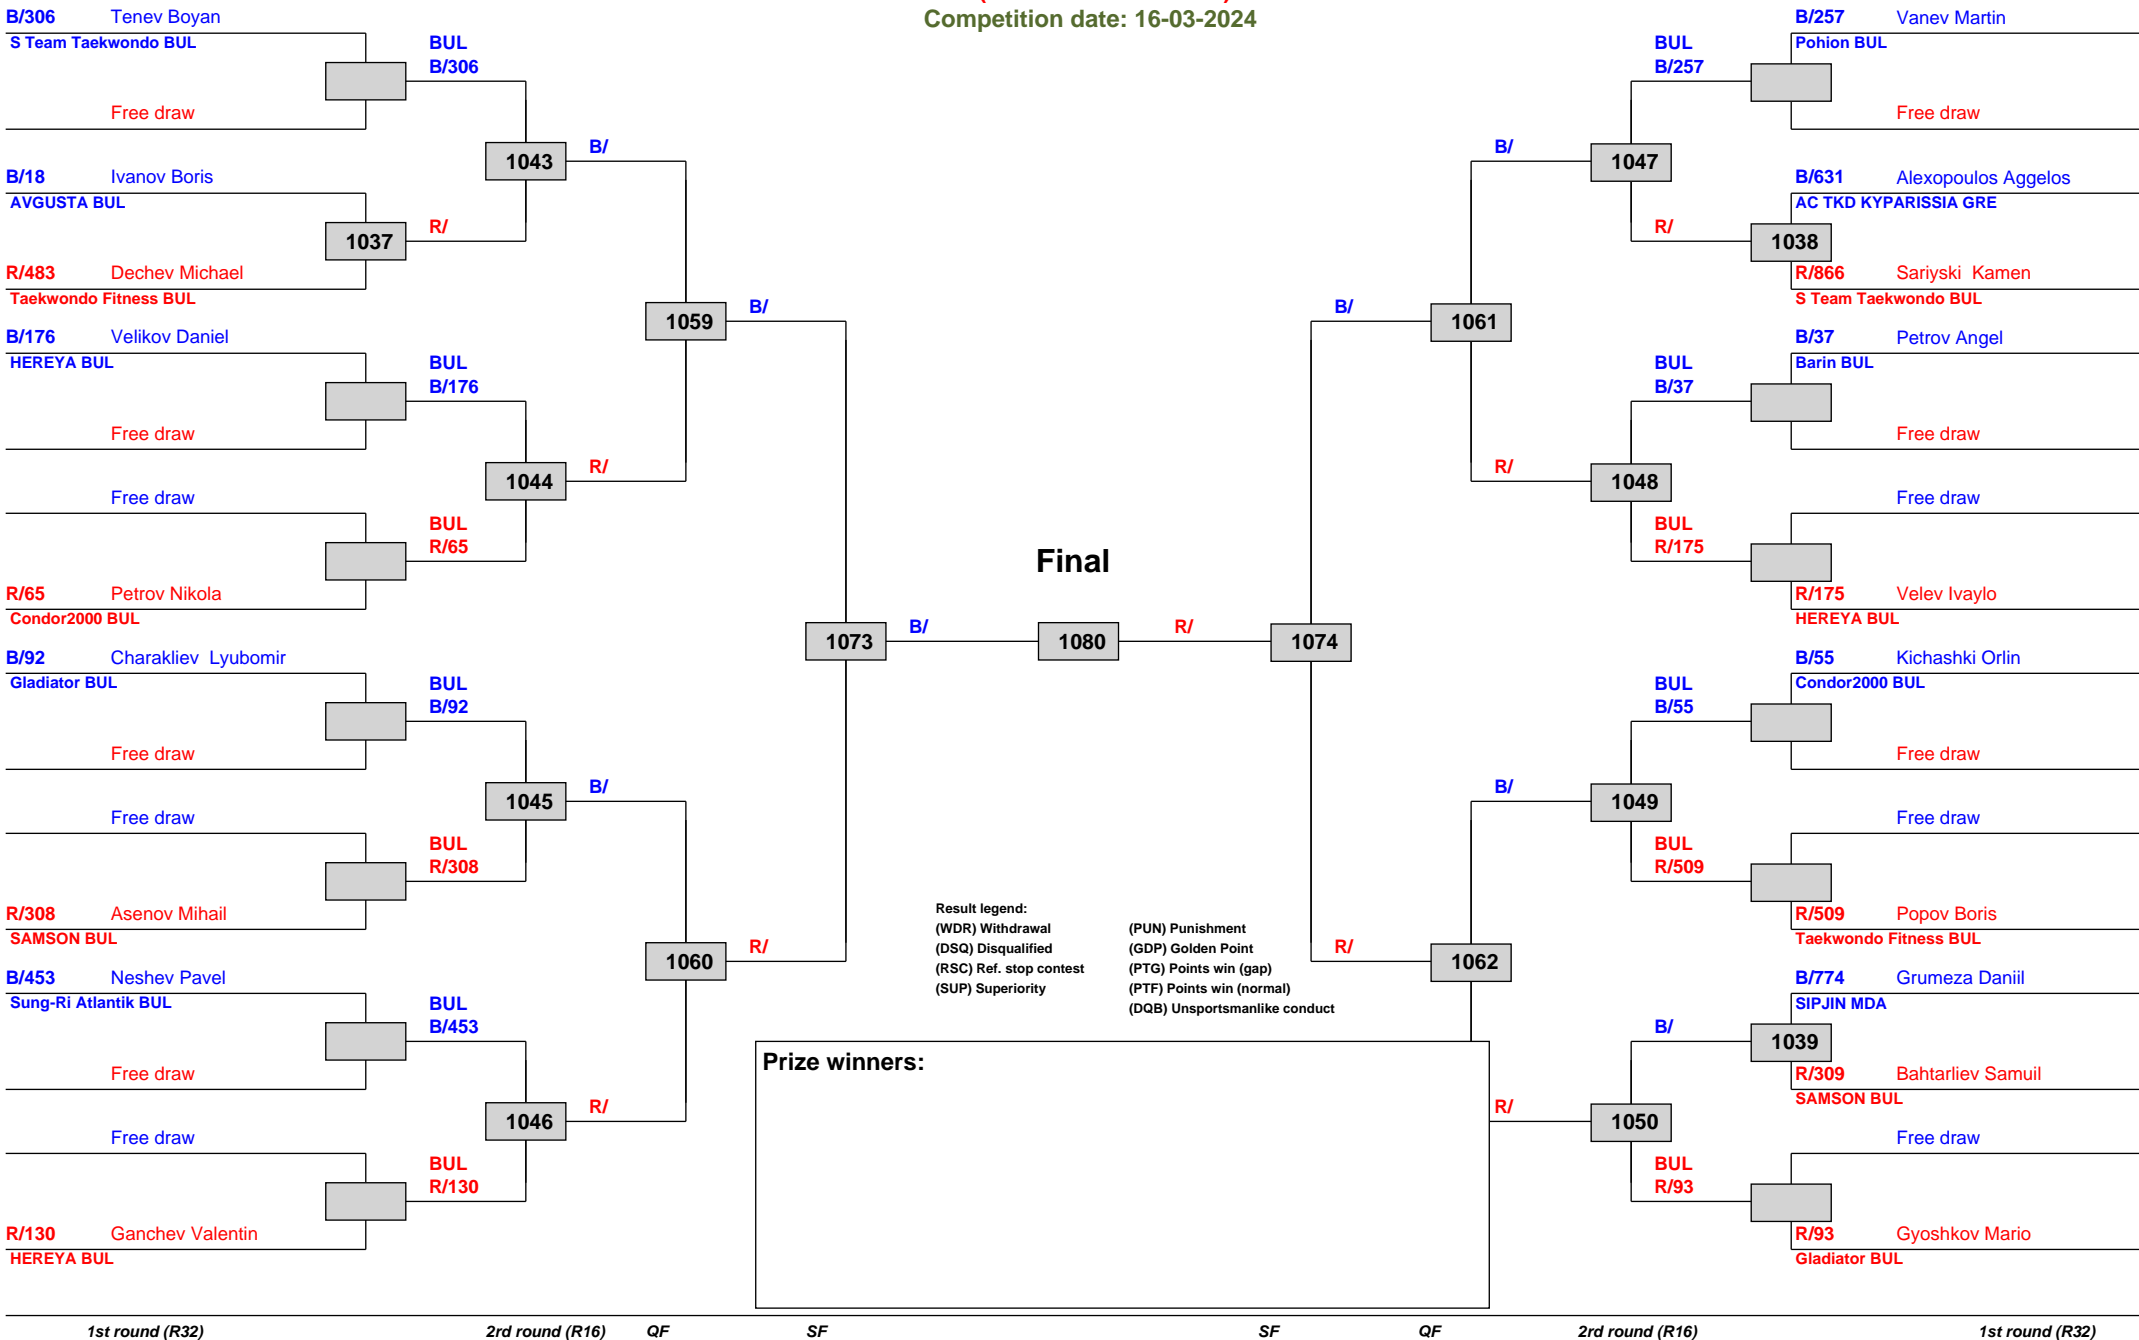 Competition date: 16-03-2024
B/306 Tenev Boyan
S Team Taekwondo BUL
BUL
B/306
Free draw
1043
B/
B/18 Ivanov Boris
AVGUSTA BUL
1037
R/
R/483 Dechev Michael
Taekwondo Fitness BUL
1059
B/
B/176 Velikov Daniel
HEREYA BUL
BUL
B/176
Free draw
1044
R/
Free draw
BUL
R/65
R/65 Petrov Nikola
Condor2000 BUL
1073
B/
B/92 Charakliev Lyubomir
Gladiator BUL
BUL
B/92
Free draw
1045
B/
Free draw
BUL
R/308
R/308 Asenov Mihail
SAMSON BUL
1060
R/
B/453 Neshev Pavel
Sung-Ri Atlantik BUL
BUL
B/453
Free draw
1046
R/
Free draw
BUL
R/130
R/130 Ganchev Valentin
HEREYA BUL
Final
1080
R/
1074
B/257 Vanev Martin
Pohion BUL
BUL
B/257
Free draw
B/
1047
B/631 Alexopoulos Aggelos
AC TKD KYPARISSIA GRE
R/
1038
R/866 Sariyski Kamen
S Team Taekwondo BUL
B/
1061
B/37 Petrov Angel
Barin BUL
BUL
B/37
Free draw
R/
1048
Free draw
BUL
R/175
R/175 Velev Ivaylo
HEREYA BUL
B/55 Kichashki Orlin
Condor2000 BUL
BUL
B/55
Free draw
B/
1049
Free draw
BUL
R/509
R/509 Popov Boris
Taekwondo Fitness BUL
R/
1062
B/774 Grumeza Daniil
SIPJIN MDA
B/
1039
R/309 Bahtarliev Samuil
SAMSON BUL
R/
1050
Free draw
BUL
R/93
R/93 Gyoshkov Mario
Gladiator BUL
Result legend:
(WDR) Withdrawal
(DSQ) Disqualified
(RSC) Ref. stop contest
(SUP) Superiority
(PUN) Punishment
(GDP) Golden Point
(PTG) Points win (gap)
(PTF) Points win (normal)
(DQB) Unsportsmanlike conduct
Prize winners:
1st round (R32) 2rd round (R16) QF SF SF QF 2rd round (R16) 1st round (R32)